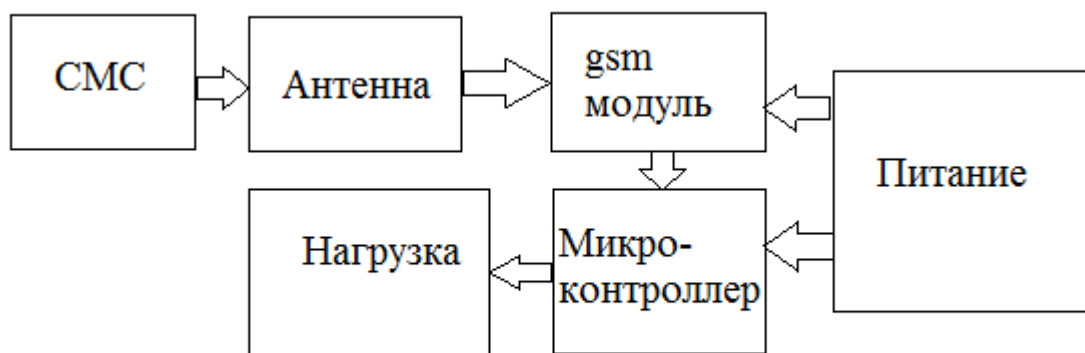 СМС
Антенна
gsm
модуль
Питание
Нагрузка
Микро-
контроллер